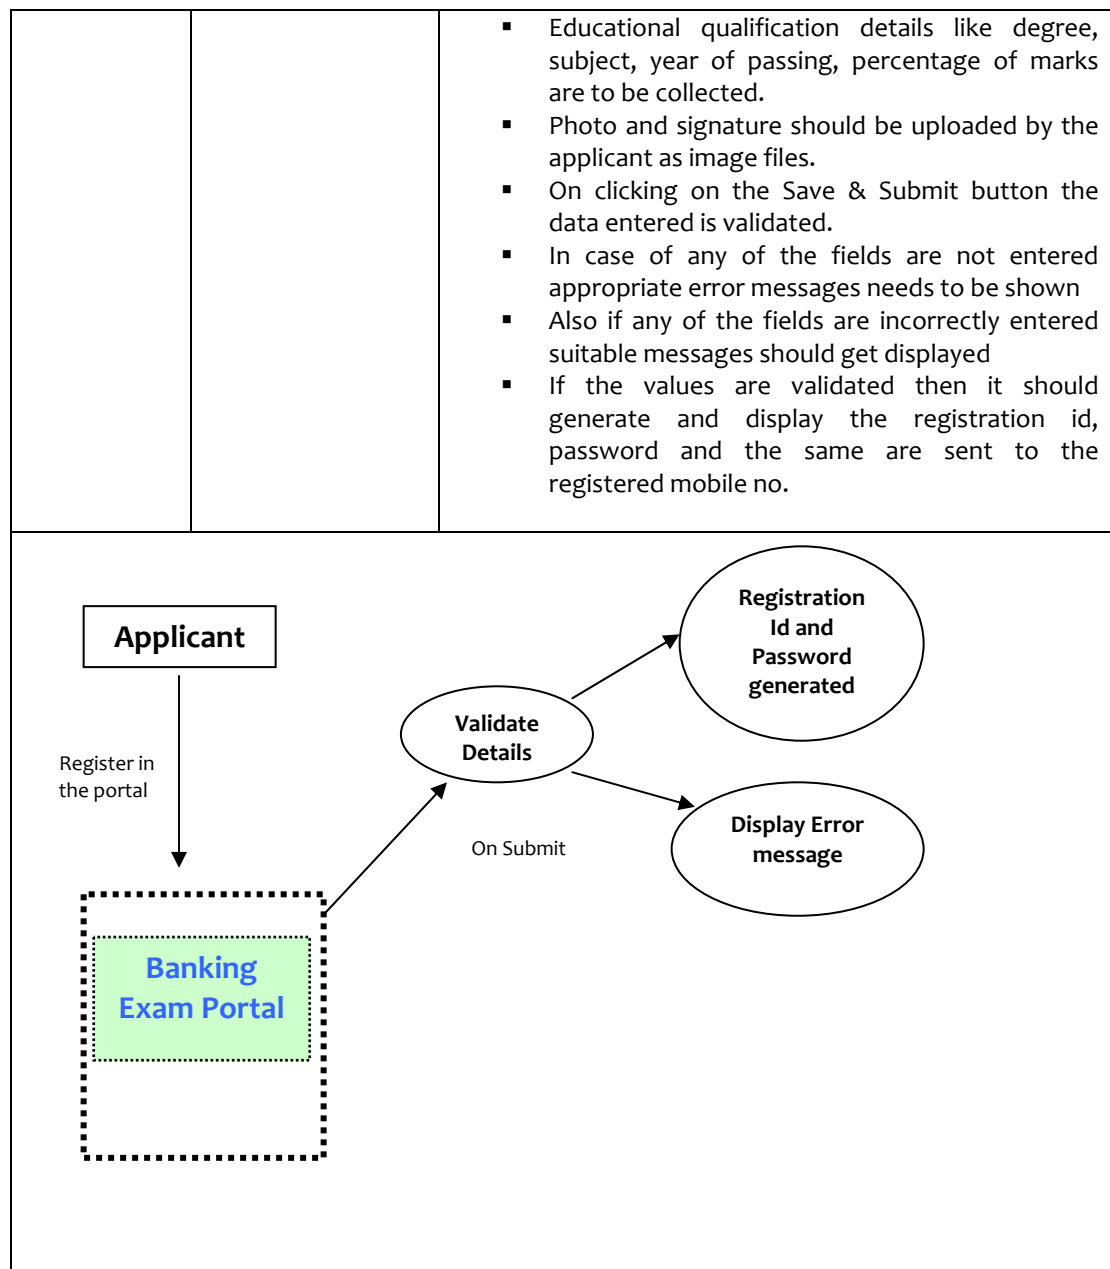 ▪ Educational qualification details like degree,
subject, year of passing, percentage of marks
are to be collected.
▪ Photo and signature should be uploaded by the
applicant as image files.
▪ On clicking on the Save & Submit button the
data entered is validated.
▪ In case of any of the fields are not entered
appropriate error messages needs to be shown
▪ Also if any of the fields are incorrectly entered
suitable messages should get displayed
▪ If the values are validated then it should
generate and display the registration id,
password and the same are sent to the
registered mobile no.
Applicant
Register in
the portal
Banking
Exam Portal
Validate
Details
On Submit
Registration
Id and
Password
generated
Display Error
message